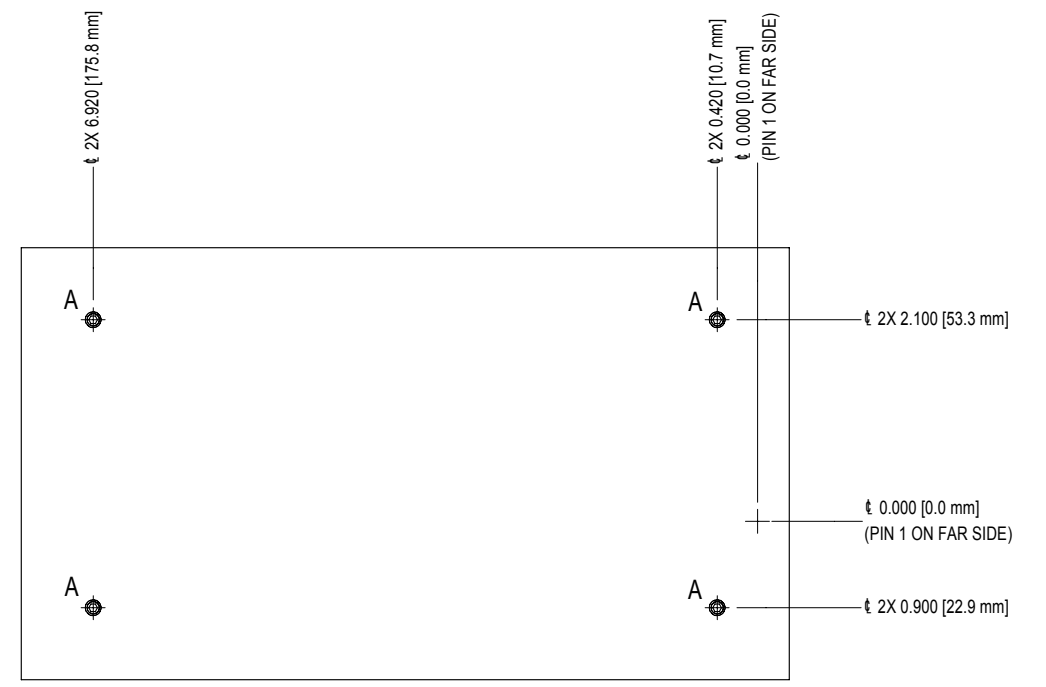 ℄ 2X 6.920 [175.8 mm]
℄ 2X 0.420 [10.7 mm]
℄ 0.000 [0.0 mm]
(PIN 1 ON FAR SIDE)
A
A
℄ 2X 2.100 [53.3 mm]
℄ 0.000 [0.0 mm]
(PIN 1 ON FAR SIDE)
A
A
℄ 2X 0.900 [22.9 mm]